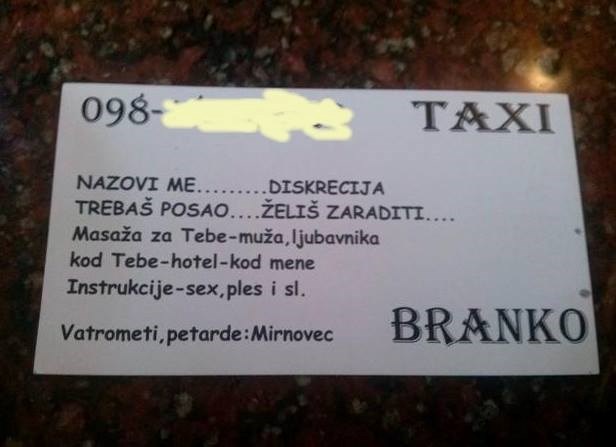 098-
TAXI
NAZOVI ME.........DISKRECIJA
TREBAŠ POSAO....ŽELIŠ ZARADITI....
Masaža za Tebe-muža,ljubavnika
kod Tebe-hotel-kod mene
Instrukcije-sex,ples i sl.
Vatrometi,petarde:Mirnovec
BRANKO